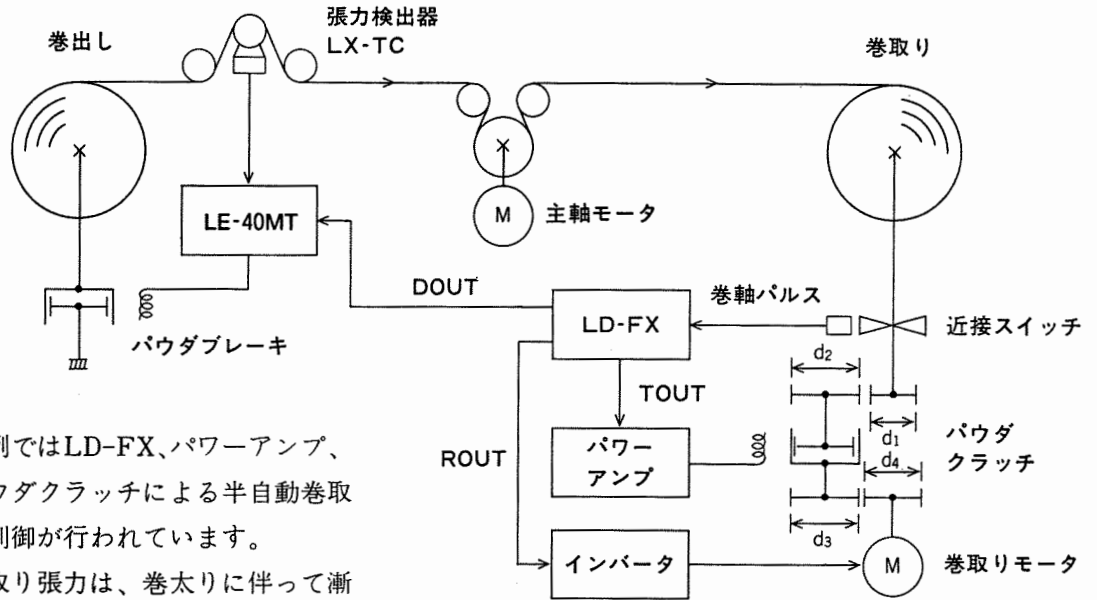 張力検出器
LX-TC
巻出し
巻取り
LE-40MT
M
主軸モータ
DOUT
巻軸パルス
LD-FX
近接スイッチ
パウダブレーキ
d2
TOUT
d1
d4
パウダ
クラッチ
ROUT
パワー
アンプ
d3
インバータ
M
巻取りモータ
列ではLD-FX、パワーアンプ、
ウダクラッチによる半自動巻取
制御が行われています。
取り張力は、巻太りに伴って漸